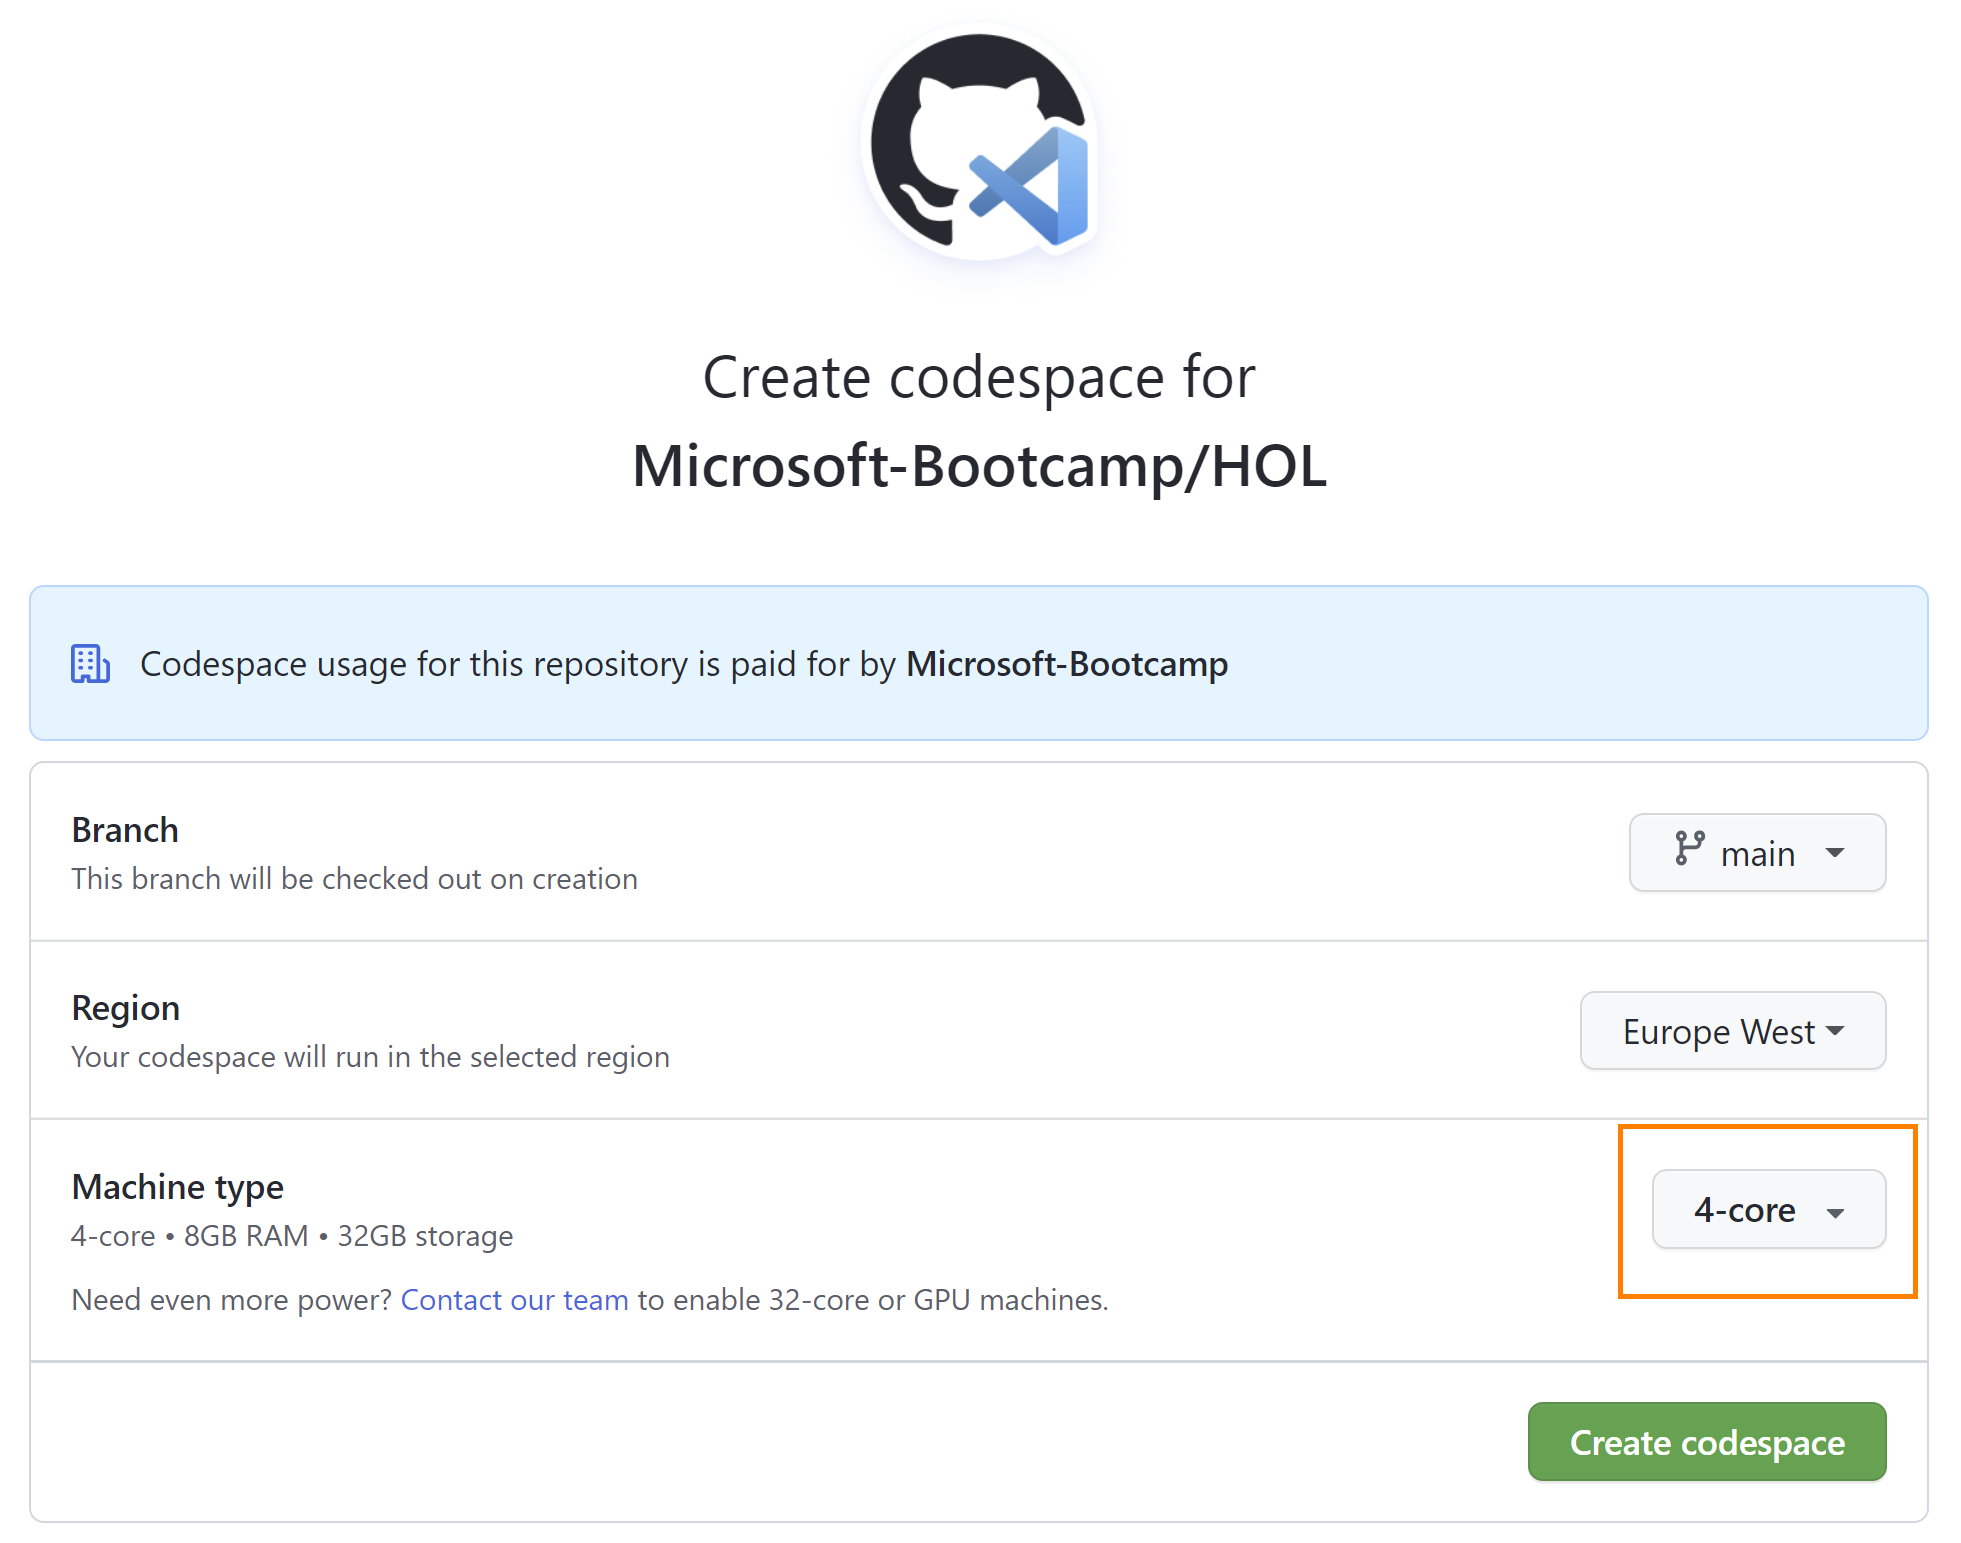 Create codespace for
Microsoft-Bootcamp/HOL
Codespace usage for this repository is paid for by Microsoft-Bootcamp
Branch
This branch will be checked out on creation
main
Region
Your codespace will run in the selected region
Europe West
Machine type
4-core • 8GB RAM • 32GB storage
4-core
Need even more power? Contact our team to enable 32-core or GPU machines.
Create codespace